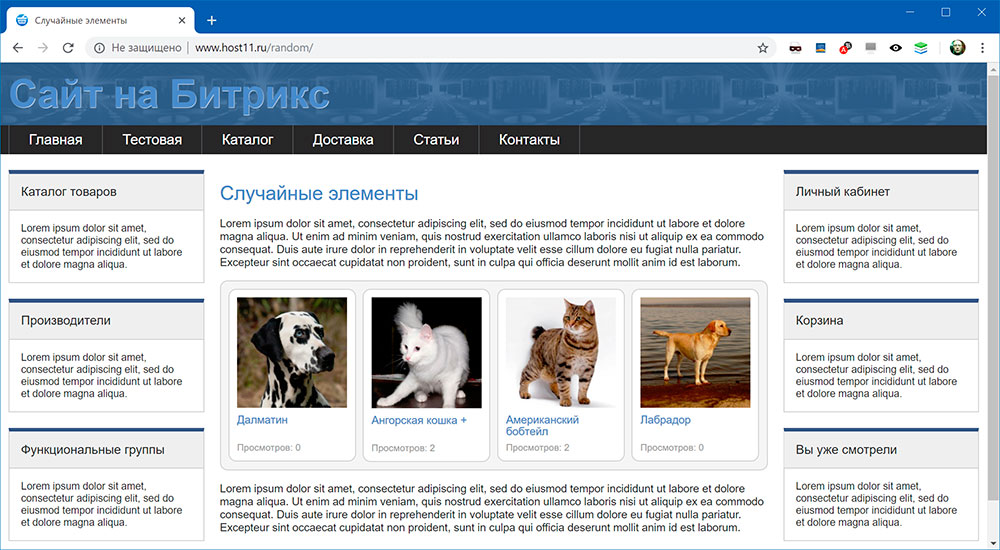 Случайные элементы
Не защищено
www.host11.ru/random/
Сайт на Битрикс
Главная
Тестовая
Каталог
Доставка
Статьи
Контакты
Каталог товаров
Lorem ipsum dolor sit amet,
consectetur adipiscing elit, sed do
eiusmod tempor incididunt ut labore
et dolore magna aliqua.
Производители
Lorem ipsum dolor sit amet,
consectetur adipiscing elit, sed do
eiusmod tempor incididunt ut labore
et dolore magna aliqua.
Функциональные группы
Lorem ipsum dolor sit amet,
consectetur adipiscing elit, sed do
eiusmod tempor incididunt ut labore
et dolore magna aliqua.
Случайные элементы
Lorem ipsum dolor sit amet, consectetur adipiscing elit, sed do eiusmod tempor incididunt ut labore et dolore
magna aliqua. Ut enim ad minim veniam, quis nostrud exercitation ullamco laboris nisi ut aliquip ex ea commodo
consequat. Duis aute irure dolor in reprehenderit in voluptate velit esse cillum dolore eu fugiat nulla pariatur.
Excepteur sint occaecat cupidatat non proident, sunt in culpa qui officia deserunt mollit anim id est laborum.
Далматин
Просмотров: 0
Ангорская кошка +
Просмотров: 2
Американский
бобтейл
Просмотров: 2
Лабрадор
Просмотров: 0
Lorem ipsum dolor sit amet, consectetur adipiscing elit, sed do eiusmod tempor incididunt ut labore et dolore
magna aliqua. Ut enim ad minim veniam, quis nostrud exercitation ullamco laboris nisi ut aliquip ex ea commodo
consequat. Duis aute irure dolor in reprehenderit in voluptate velit esse cillum dolore eu fugiat nulla pariatur.
Excepteur sint occaecat cupidatat non proident, sunt in culpa qui officia deserunt mollit anim id est laborum.
Личный кабинет
Lorem ipsum dolor sit amet,
consectetur adipiscing elit, sed do
eiusmod tempor incididunt ut labore
et dolore magna aliqua.
Корзина
Lorem ipsum dolor sit amet,
consectetur adipiscing elit, sed do
eiusmod tempor incididunt ut labore
et dolore magna aliqua.
Вы уже смотрели
Lorem ipsum dolor sit amet,
consectetur adipiscing elit, sed do
eiusmod tempor incididunt ut labore
et dolore magna aliqua.